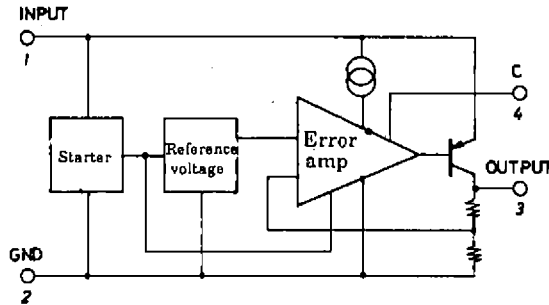 INPUT
1
C
4
Starter
Reference
voltage
Error
amp
OUTPUT
3
GND
2